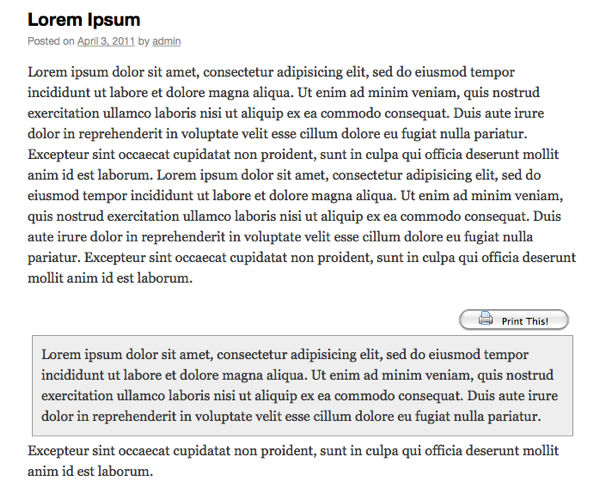 Lorem Ipsum
Posted on April 3, 2011 by admin
Lorem ipsum dolor sit amet, consectetur adipisicing elit, sed do eiusmod tempor
incididunt ut labore et dolore magna aliqua. Ut enim ad minim veniam, quis nostrud
exercitation ullamco laboris nisi ut aliquip ex ea commodo consequat. Duis aute irure
dolor in reprehenderit in voluptate velit esse cillum dolore eu fugiat nulla pariatur.
Excepteur sint occaecat cupidatat non proident, sunt in culpa qui officia deserunt mollit
anim id est laborum. Lorem ipsum dolor sit amet, consectetur adipisicing elit, sed do
eiusmod tempor incididunt ut labore et dolore magna aliqua. Ut enim ad minim veniam,
quis nostrud exercitation ullamco laboris nisi ut aliquip ex ea commodo consequat. Duis
aute irure dolor in reprehenderit in voluptate velit esse cillum dolore eu fugiat nulla
pariatur. Excepteur sint occaecat cupidatat non proident, sunt in culpa qui officia deserunt
mollit anim id est laborum.
Print This!
Lorem ipsum dolor sit amet, consectetur adipisicing elit, sed do eiusmod tempor
incididunt ut labore et dolore magna aliqua. Ut enim ad minim veniam, quis nostrud
exercitation ullamco laboris nisi ut aliquip ex ea commodo consequat. Duis aute irure
dolor in reprehenderit in voluptate velit esse cillum dolore eu fugiat nulla pariatur.
Excepteur sint occaecat cupidatat non proident, sunt in culpa qui officia deserunt mollit
anim id est laborum.